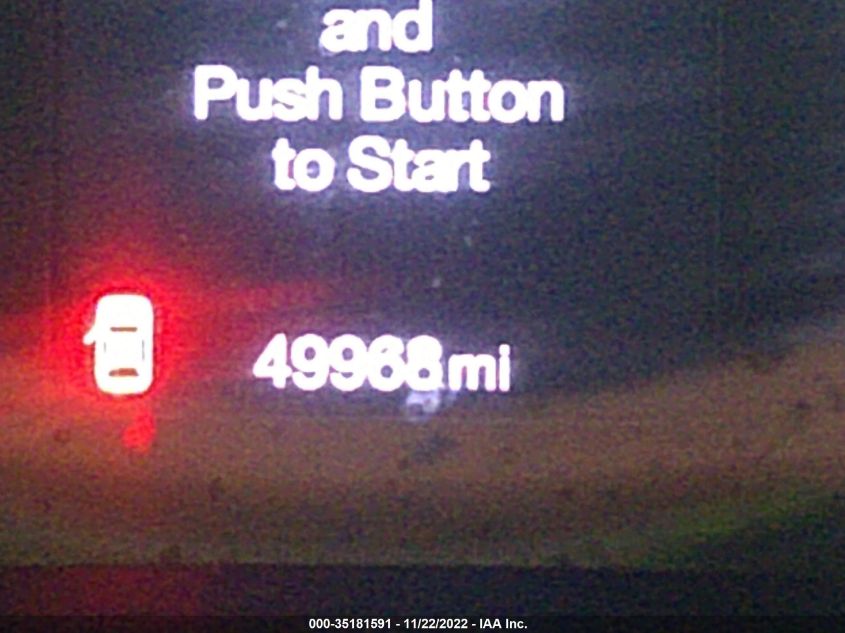 and
Push Button
to Start
49968 mi
000-35181591 - 11/22/2022 - IAA Inc.